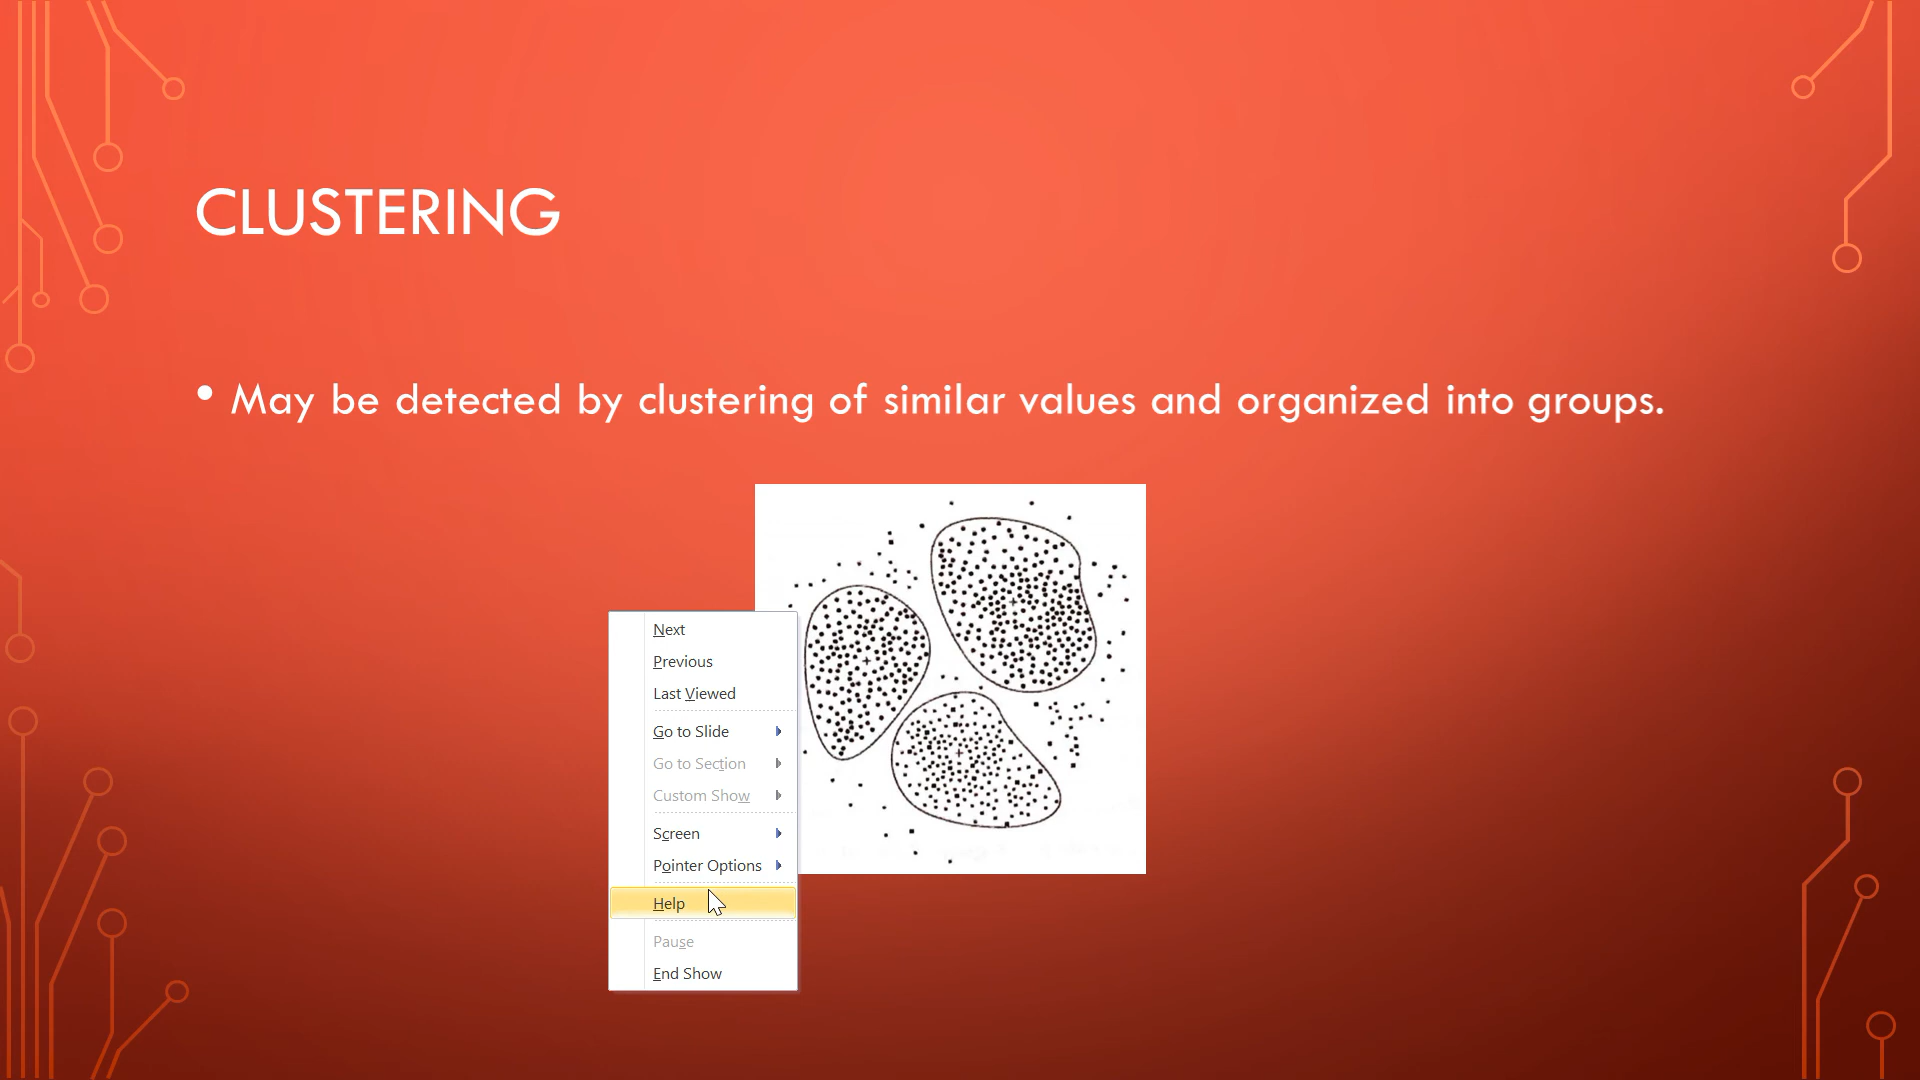 CLUSTERING
• May be detected by clustering of similar values and organized into groups.
Next
Previous
Last Viewed
Go to Slide
Go to Section
Custom Show
Screen
Pointer Options
Help
Pause
End Show